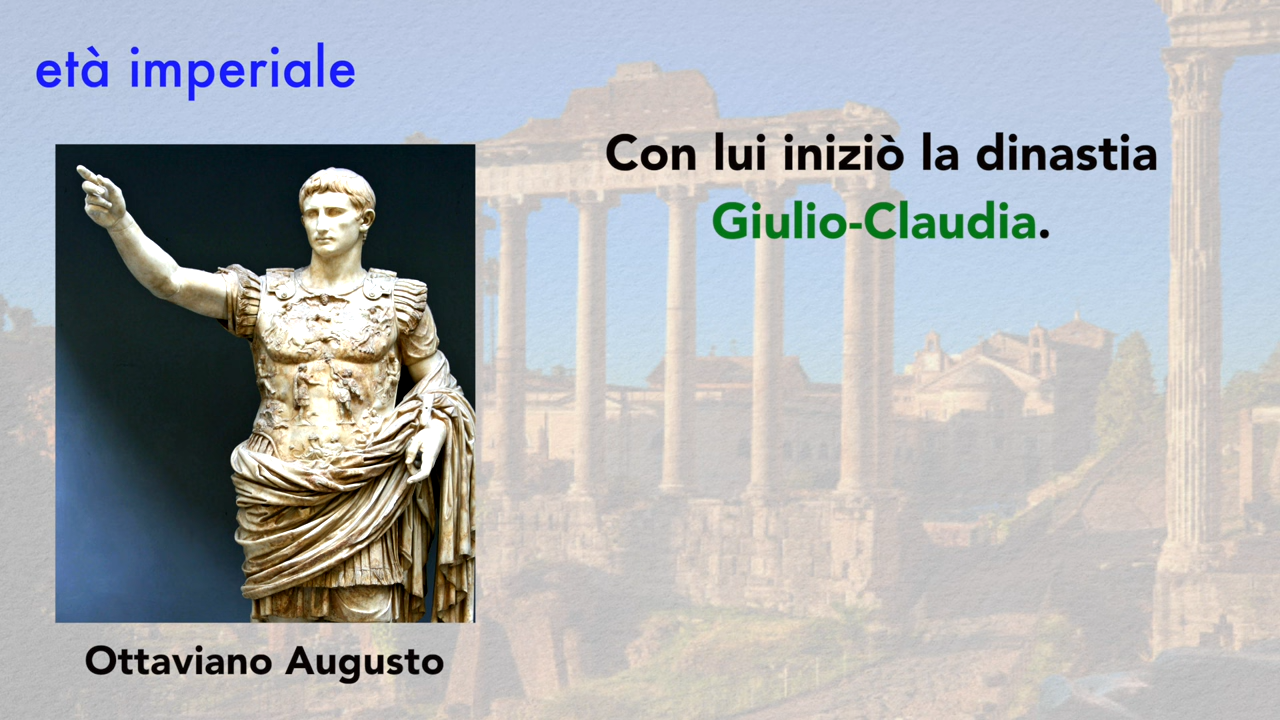 età imperiale
Con lui iniziò la dinastia
Giulio-Claudia.
Ottaviano Augusto